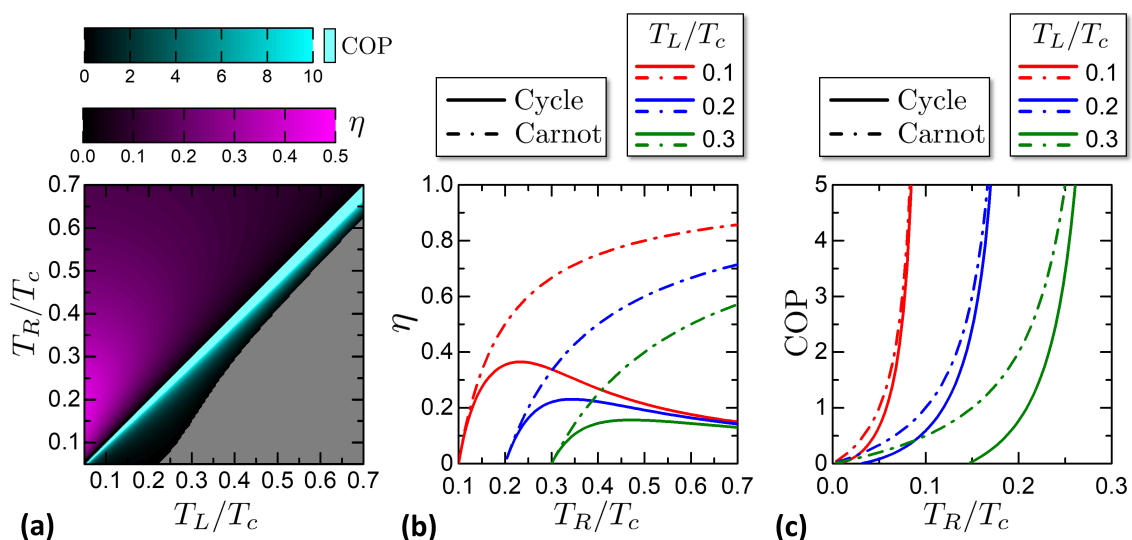 COP
0 2 4 6 8 10
η
0.0 0.1 0.2 0.3 0.4 0.5
T_R/T_c
0.7
0.6
0.5
0.4
0.3
0.2
0.1
0.1 0.2 0.3 0.4 0.5 0.6 0.7
T_L/T_c
(a)
Cycle
Carnot
T_L/T_c
0.1
0.2
0.3
η
1.0
0.8
0.6
0.4
0.2
0
0.1 0.2 0.3 0.4 0.5 0.6 0.7
T_R/T_c
(b)
Cycle
Carnot
T_L/T_c
0.1
0.2
0.3
COP
5
4
3
2
1
0
0.0 0.1 0.2 0.3
T_R/T_c
(c)